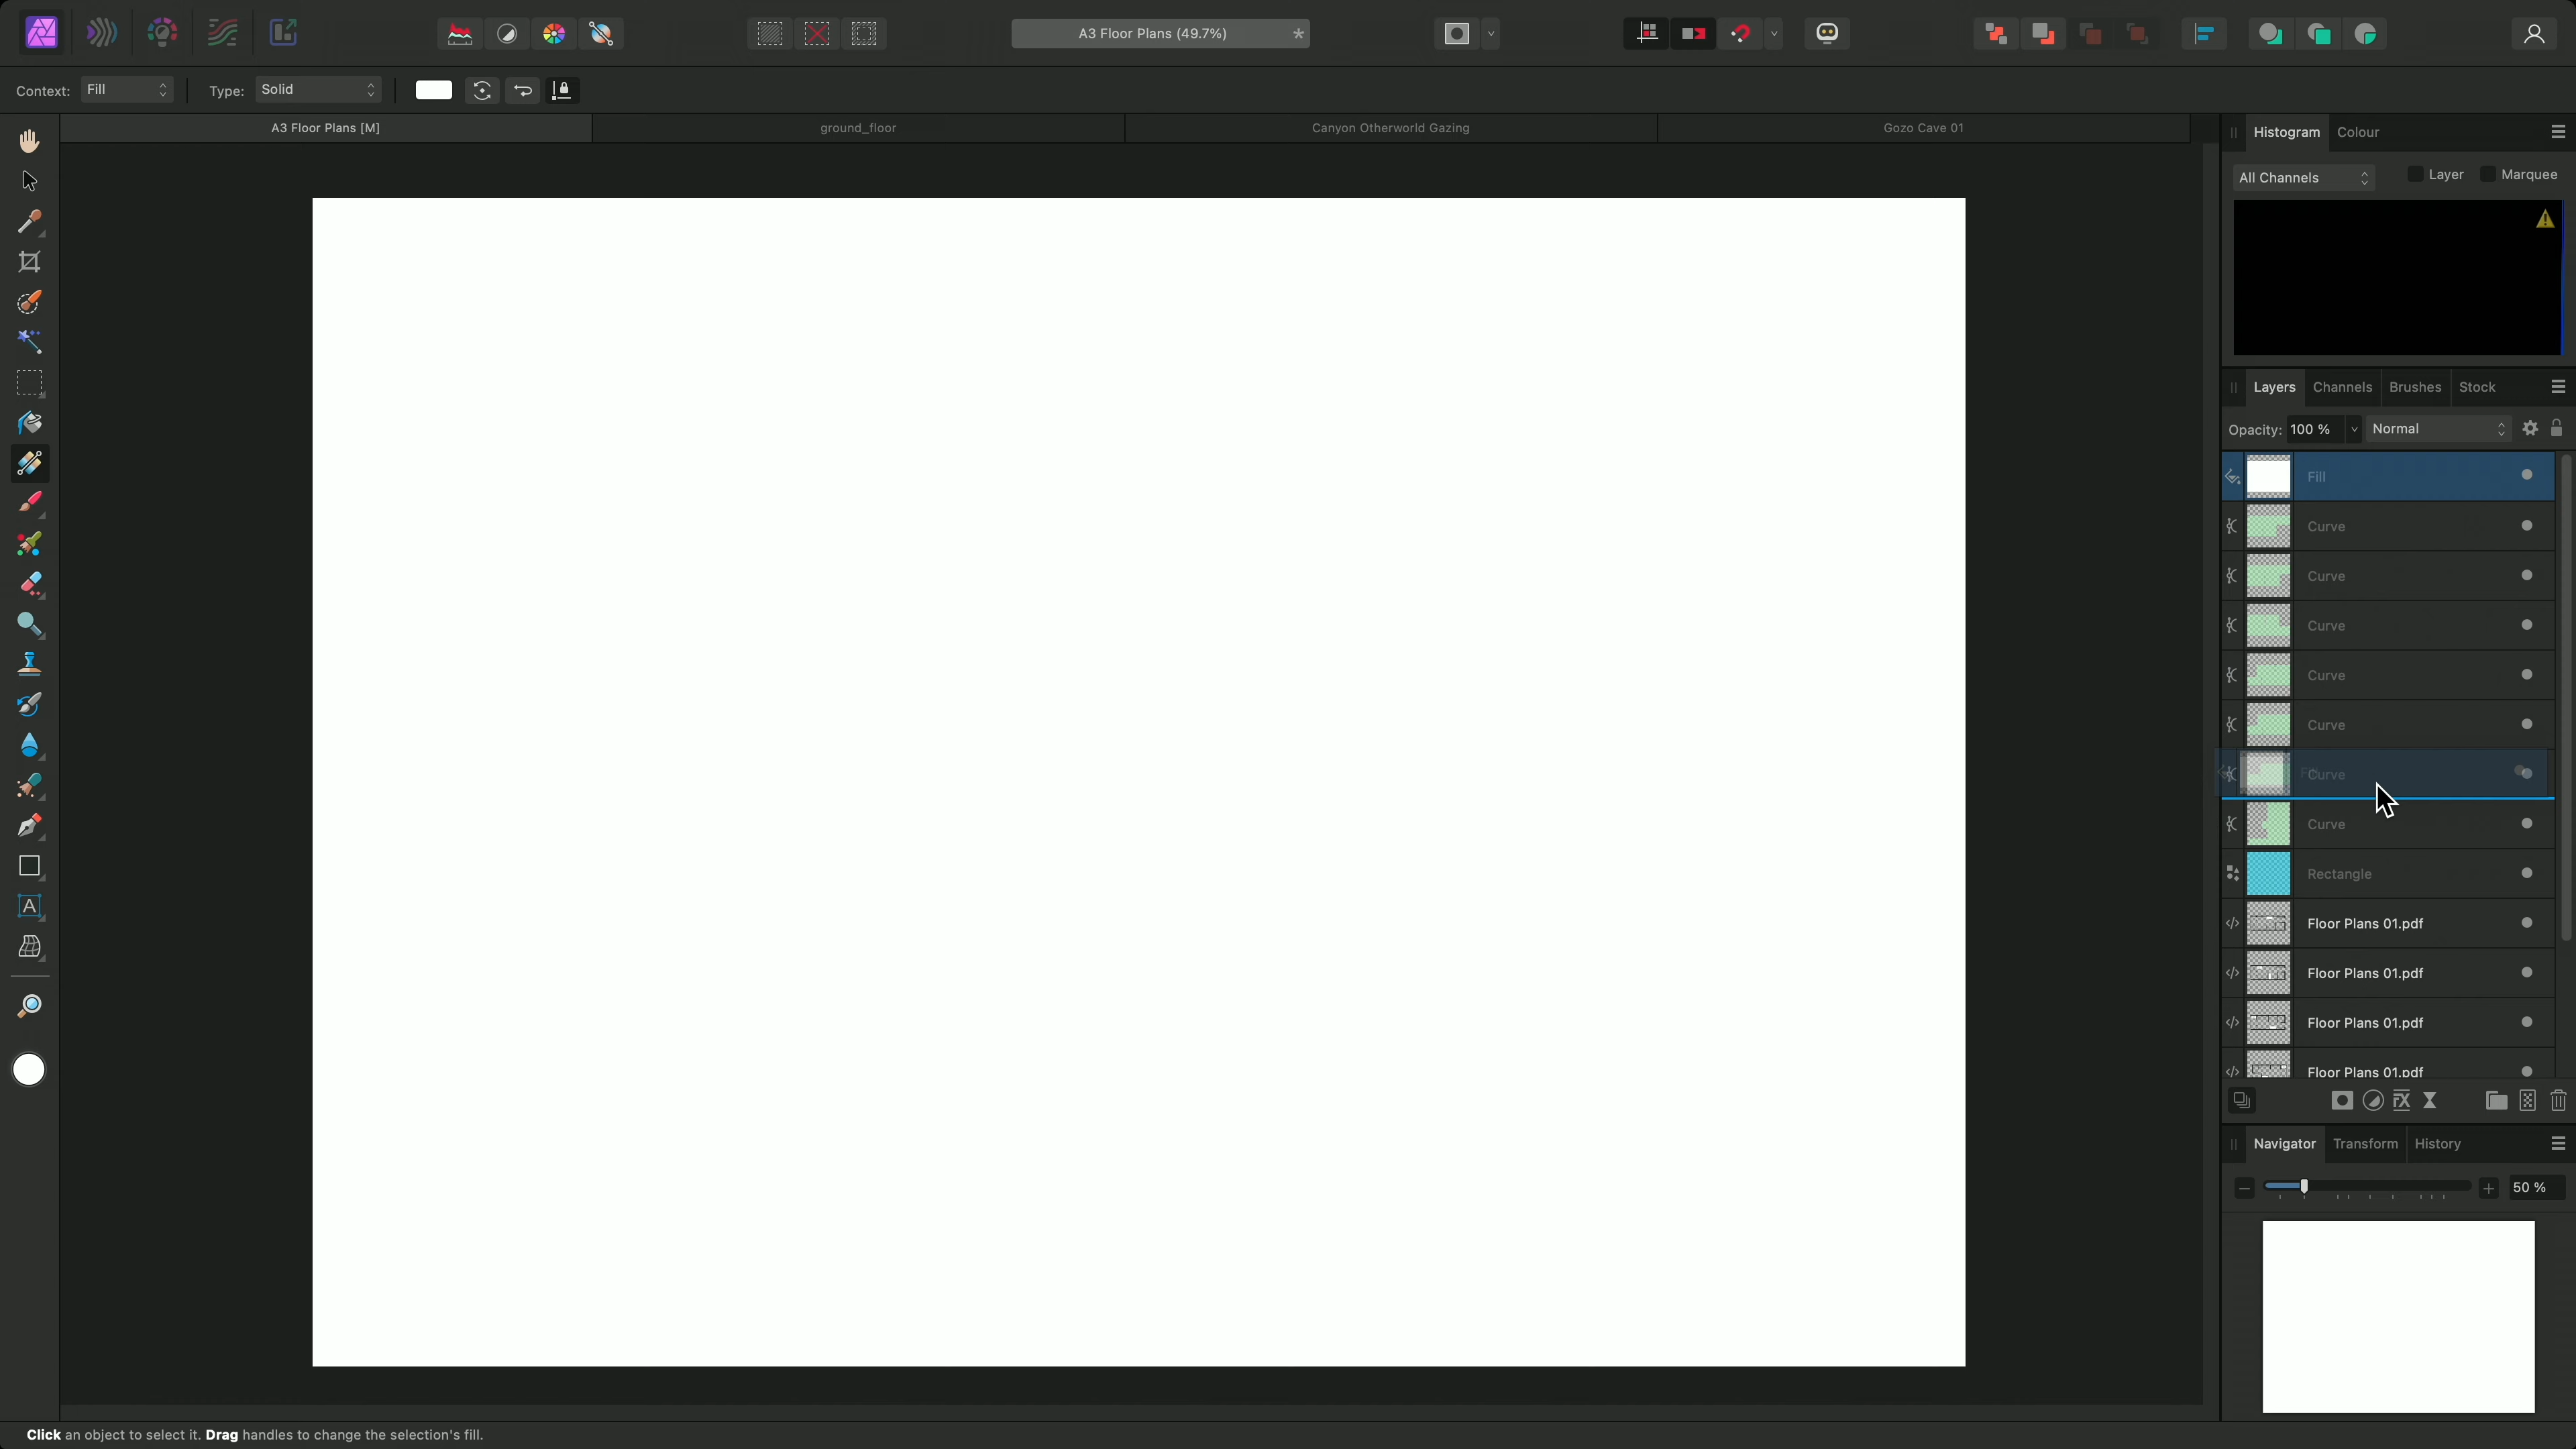 A3 Floor Plans (49.7%)
*
Context: Fill
Type: Solid
A3 Floor Plans [M]
ground_floor
Canyon Otherworld Gazing
Gozo Cave 01
Histogram
Colour
All Channels
Layer
Marquee
Layers
Channels
Brushes
Stock
Opacity: 100 %
Normal
Fill
Curve
Curve
Curve
Curve
Curve
Curve
Curve
Rectangle
Floor Plans 01.pdf
Floor Plans 01.pdf
Floor Plans 01.pdf
Floor Plans 01.pdf
Navigator
Transform
History
50 %
Click an object to select it. Drag handles to change the selection's fill.